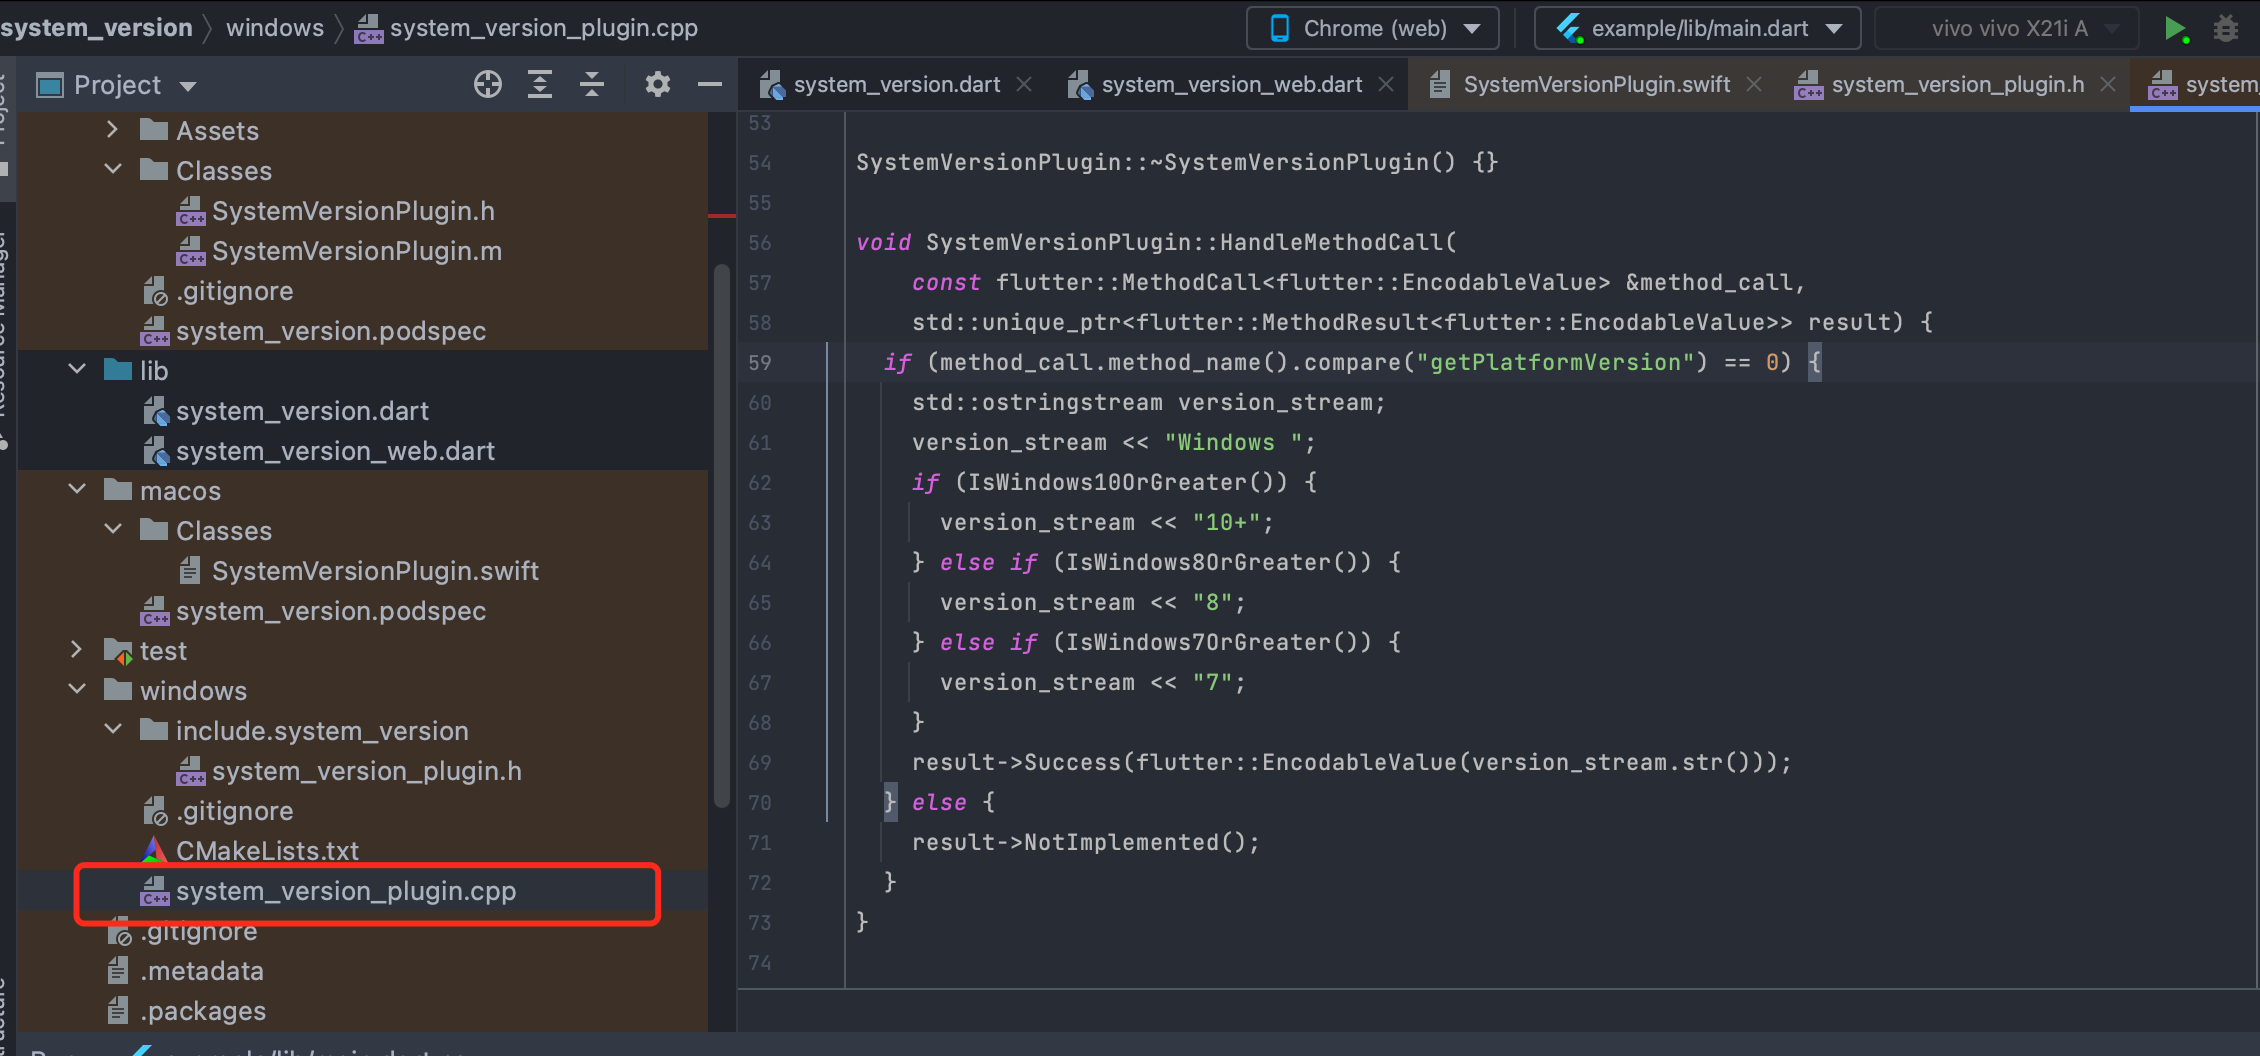 system_version windows system_version_plugin.cpp
Chrome (web) example/lib/main.dart vivo vivo X21i A
Project
system_version.dart system_version_web.dart SystemVersionPlugin.swift system_version_plugin.h system_
Assets
Classes
SystemVersionPlugin.h
SystemVersionPlugin.m
.gitignore
system_version.podspec
lib
system_version.dart
system_version_web.dart
macos
Classes
SystemVersionPlugin.swift
system_version.podspec
test
windows
include.system_version
system_version_plugin.h
.gitignore
CMakeLists.txt
system_version_plugin.cpp
.gitignore
.metadata
.packages
Resource Manager
53
54 SystemVersionPlugin::~SystemVersionPlugin() {}
55
56 void SystemVersionPlugin::HandleMethodCall(
57 const flutter::MethodCall<flutter::EncodableValue> &method_call,
58 std::unique_ptr<flutter::MethodResult<flutter::EncodableValue>> result) {
59 if (method_call.method_name().compare("getPlatformVersion") == 0) {
60 std::ostringstream version_stream;
61 version_stream << "Windows ";
62 if (IsWindows10OrGreater()) {
63 version_stream << "10+";
64 } else if (IsWindows8OrGreater()) {
65 version_stream << "8";
66 } else if (IsWindows7OrGreater()) {
67 version_stream << "7";
68 }
69 result->Success(flutter::EncodableValue(version_stream.str()));
70 } else {
71 result->NotImplemented();
72 }
73 }
74